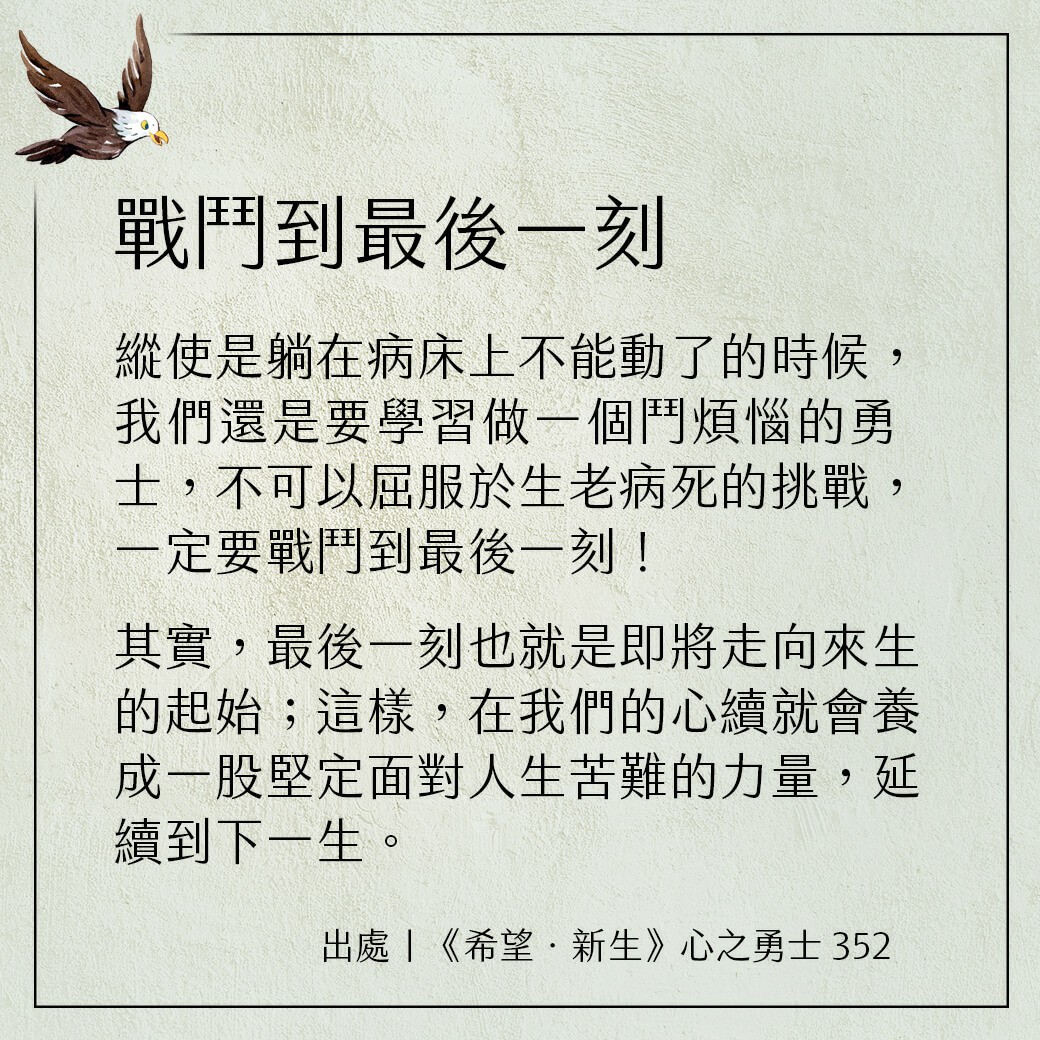 戰鬥到最後一刻
縱使是躺在病床上不能動了的時候，
我們還是要學習做一個鬥煩惱的勇
士，不可以屈服於生老病死的挑戰，
一定要戰鬥到最後一刻！
其實，最後一刻也就是即將走向來生
的起始；這樣，在我們的心續就會養
成一股堅定面對人生苦難的力量，延
續到下一生。
出處 | 《希望．新生》心之勇士 352